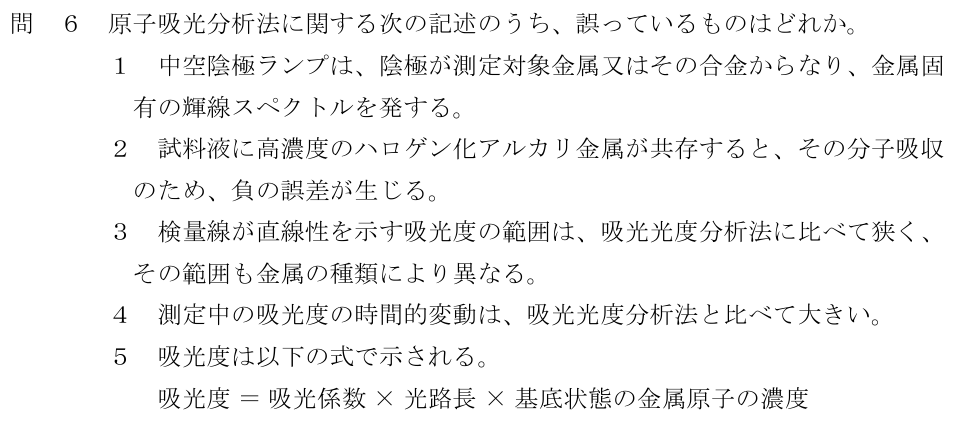 問　６　原子吸光分析法に関する次の記述のうち、誤っているものはどれか。
１　中空陰極ランプは、陰極が測定対象金属又はその合金からなり、金属固
有の輝線スペクトルを発する。
２　試料液に高濃度のハロゲン化アルカリ金属が共存すると、その分子吸収
のため、負の誤差が生じる。
３　検量線が直線性を示す吸光度の範囲は、吸光光度分析法に比べて狭く、
その範囲も金属の種類により異なる。
４　測定中の吸光度の時間的変動は、吸光光度分析法と比べて大きい。
５　吸光度は以下の式で示される。
吸光度 ＝ 吸光係数 × 光路長 × 基底状態の金属原子の濃度